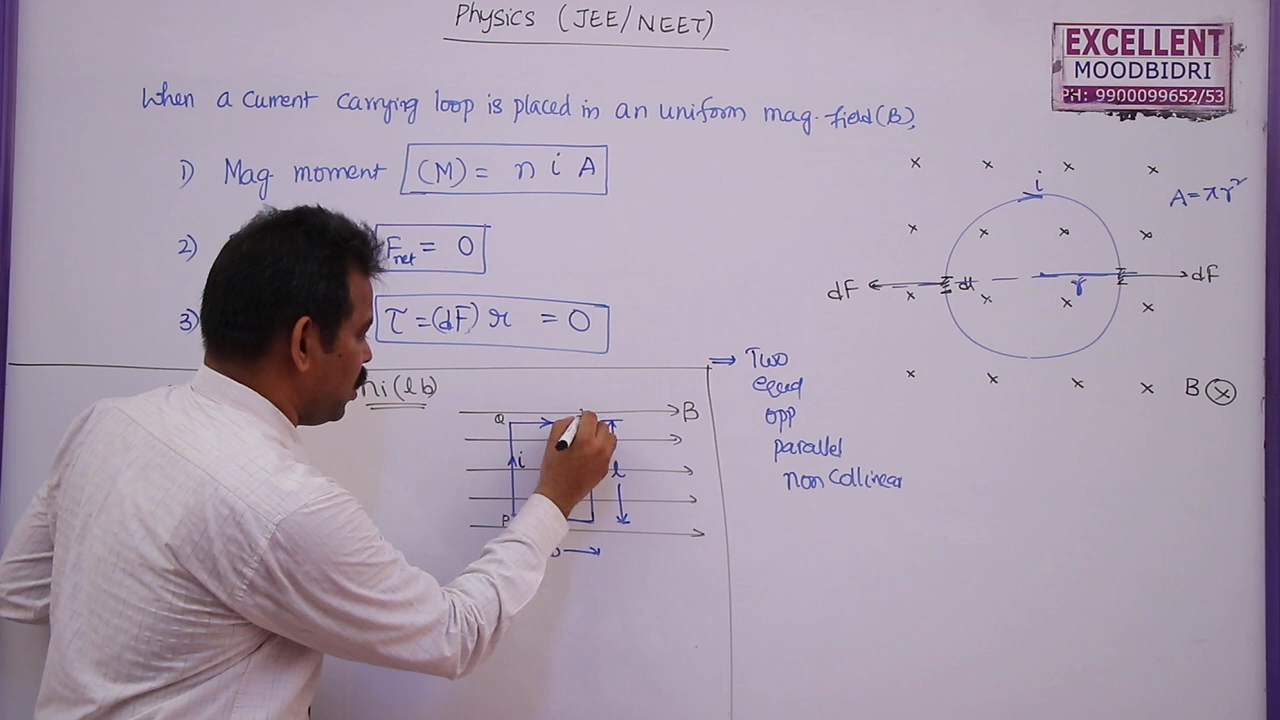 Physics (JEE/NEET)
EXCELLENT
MOODBIDRI
PH: 9900099652/53
When a current carrying loop is placed in an uniform mag. field (B),
1) Mag. moment (M) = n i A
2) Fnet = 0
3) τ = (dF) r = 0
i
A = πr²
dF
dl
r
dF
B ⊗
ni(lb)
B
Q
i
l
P
b
⇒ Two
equal
opp
parallel
non collinear